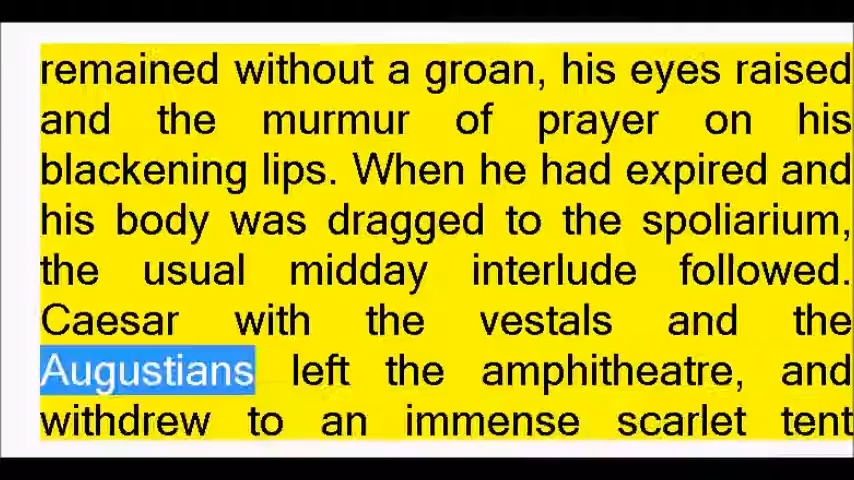 remained without a groan, his eyes raised
and the murmur of prayer on his
blackening lips. When he had expired and
his body was dragged to the spoliarium,
the usual midday interlude followed.
Caesar with the vestals and the
Augustians left the amphitheatre, and
withdrew to an immense scarlet tent